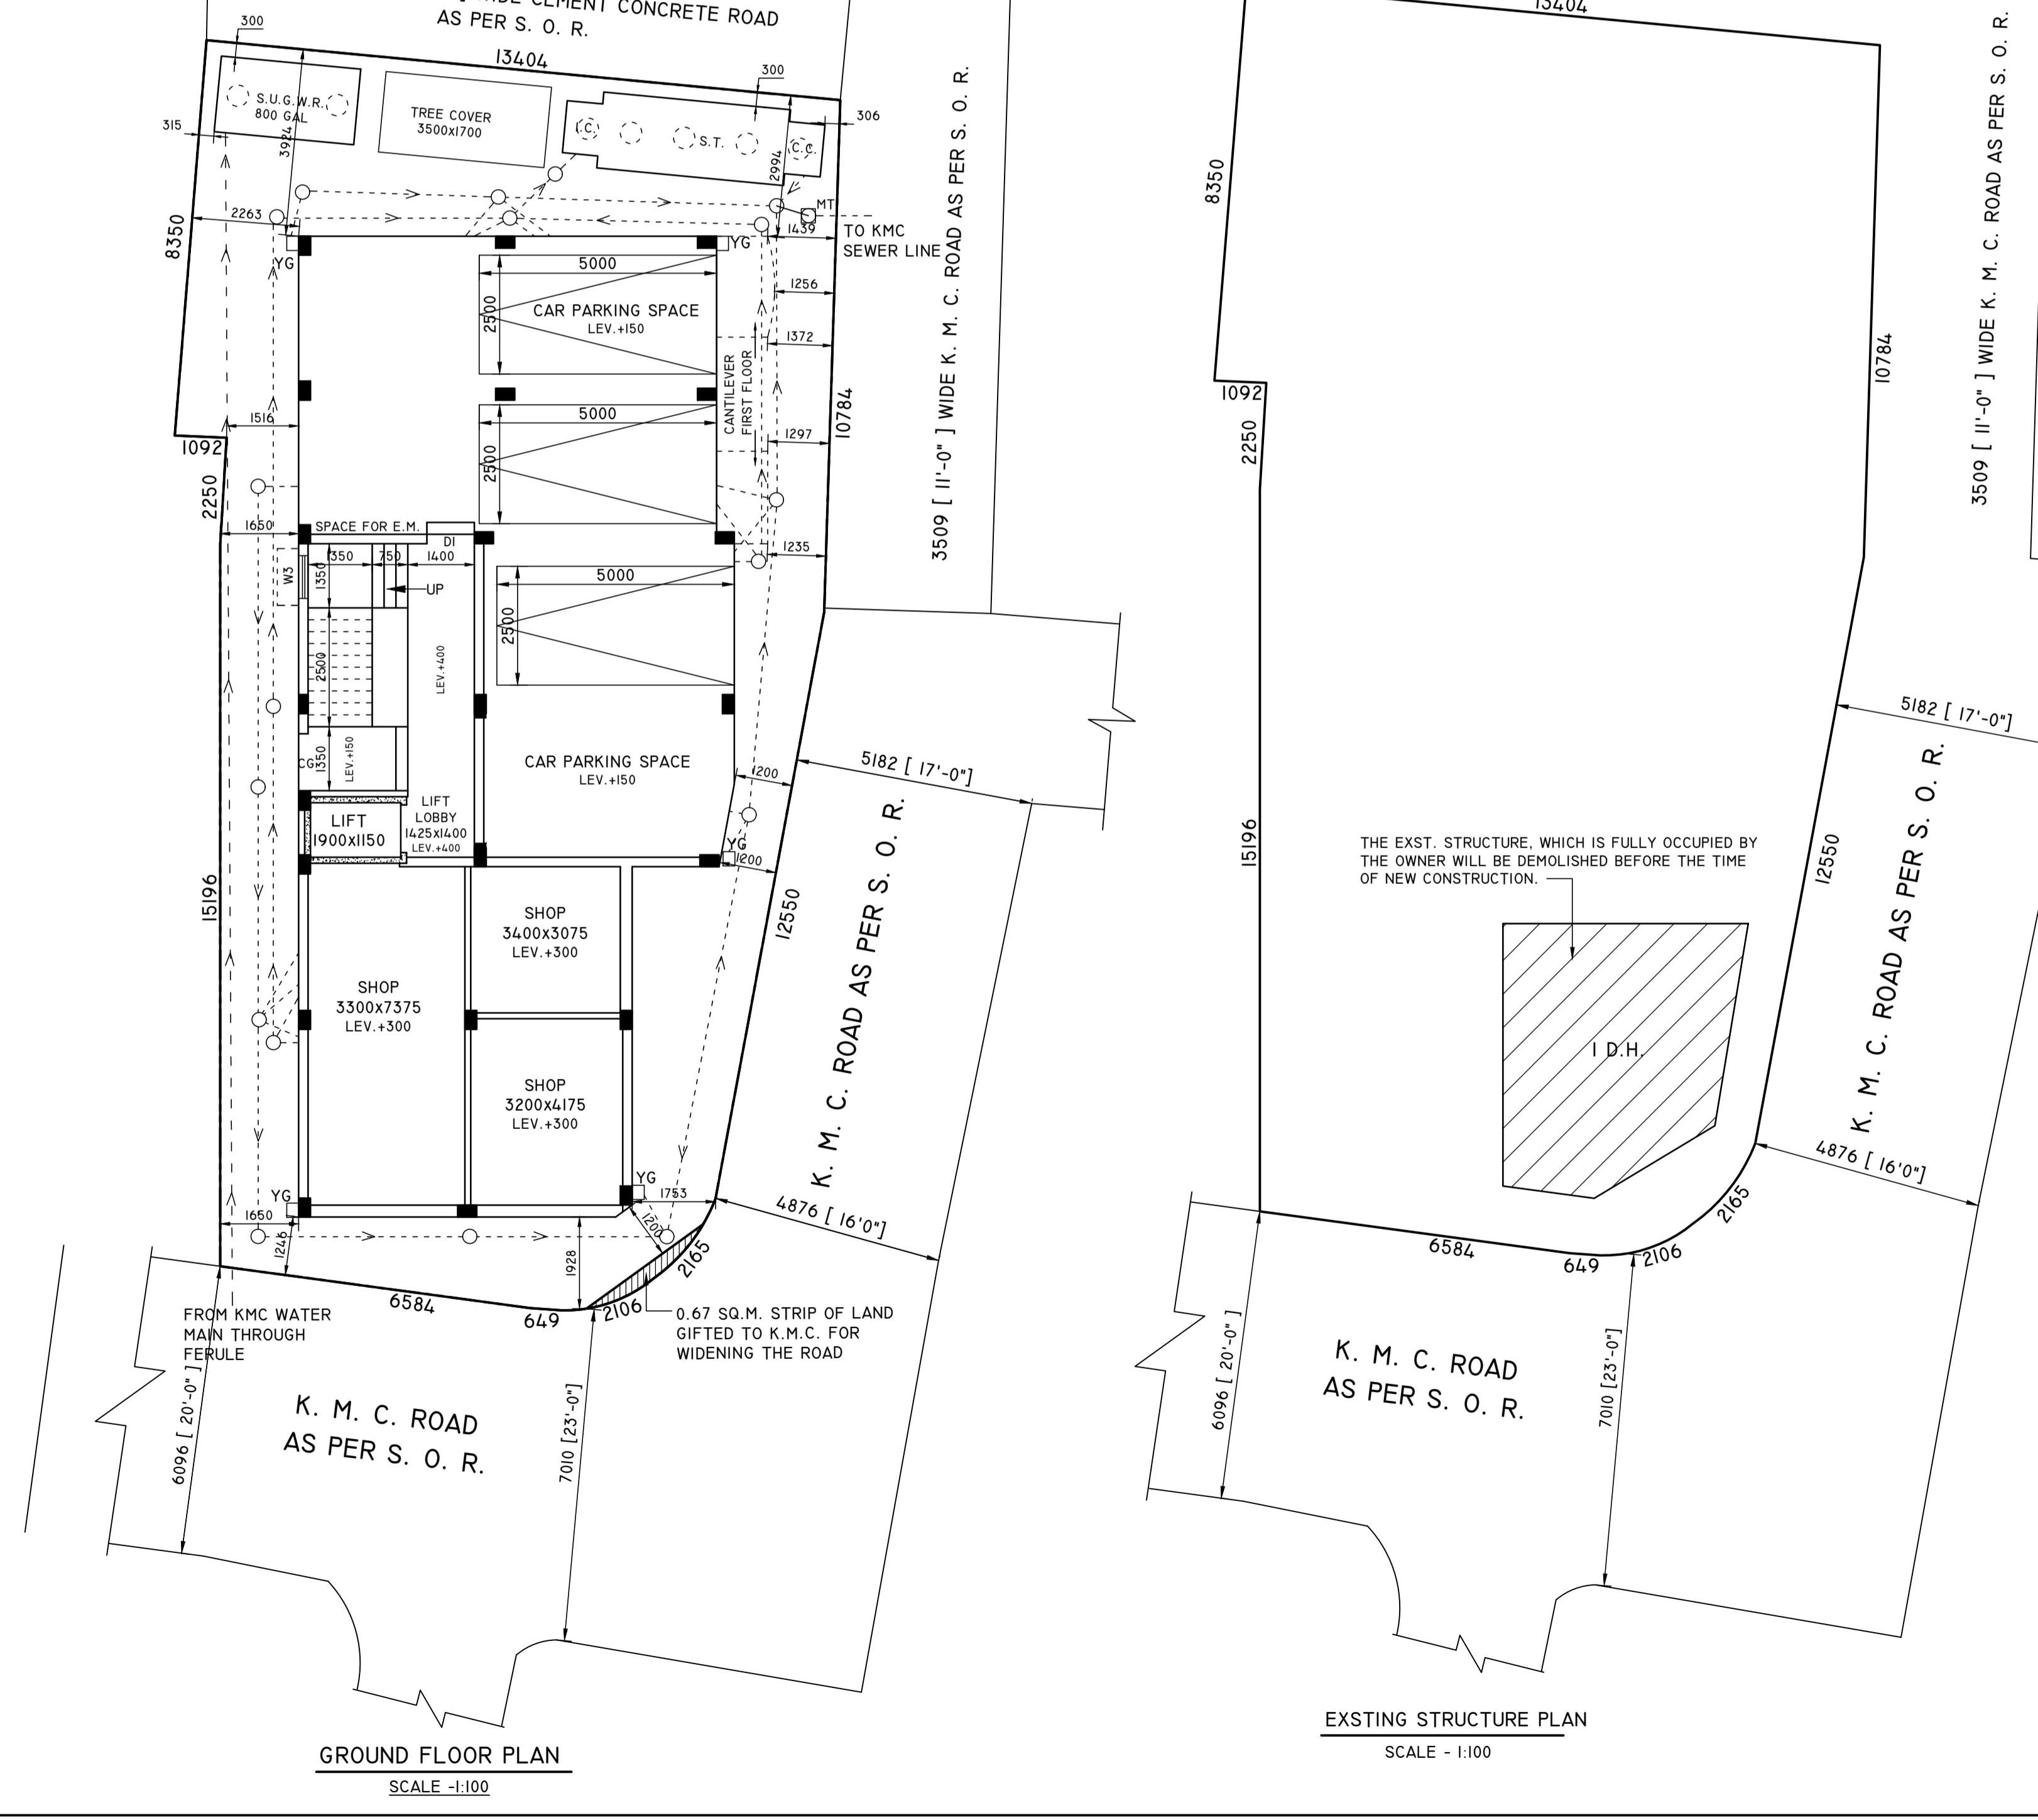 WIDE CEMENT CONCRETE ROAD
AS PER S. O. R.
300
13404
300
S.U.G.W.R.
800 GAL
TREE COVER
3500x1700
I.C.
S.T.
C.C.
315
3924
2994
306
2263
8350
MT
1439
TO KMC
SEWER LINE
YG
YG
5000
2500
CAR PARKING SPACE
LEV.+150
1256
1372
CANTILEVER
FIRST FLOOR
10784
3509 [ 11'-0" ] WIDE K. M. C. ROAD AS PER S. O. R.
5000
2500
1516
1092
1297
2250
1650
SPACE FOR E.M.
DI
1350
750
1400
W3
1350
UP
1235
5000
2500
2500
LEV.+400
CAR PARKING SPACE
LEV.+150
1200
5182 [ 17'-0"]
CG
1350
LEV.+150
LIFT
1900x1150
LIFT
LOBBY
1425x1400
LEV.+400
YG
1200
15196
12550
K. M. C. ROAD AS PER S. O. R.
SHOP
3400x3075
LEV.+300
SHOP
3300x7375
LEV.+300
SHOP
3200x4175
LEV.+300
YG
YG
1753
1650
1246
1928
1200
4876 [ 16'0"]
6584
649
2106
2165
FROM KMC WATER
MAIN THROUGH
FERULE
0.67 SQ.M. STRIP OF LAND
GIFTED TO K.M.C. FOR
WIDENING THE ROAD
6096 [ 20'-0" ]
7010 [23'-0"]
K. M. C. ROAD
AS PER S. O. R.
GROUND FLOOR PLAN
SCALE -1:100
13404
8350
1092
2250
10784
3509 [ 11'-0" ] WIDE K. M. C. ROAD AS PER S. O. R.
5182 [ 17'-0"]
15196
THE EXST. STRUCTURE, WHICH IS FULLY OCCUPIED BY
THE OWNER WILL BE DEMOLISHED BEFORE THE TIME
OF NEW CONSTRUCTION.
12550
K. M. C. ROAD AS PER S. O. R.
1 D.H.
4876 [ 16'0"]
6584
649
2106
2165
6096 [ 20'-0" ]
7010 [23'-0"]
K. M. C. ROAD
AS PER S. O. R.
EXSTING STRUCTURE PLAN
SCALE - 1:100